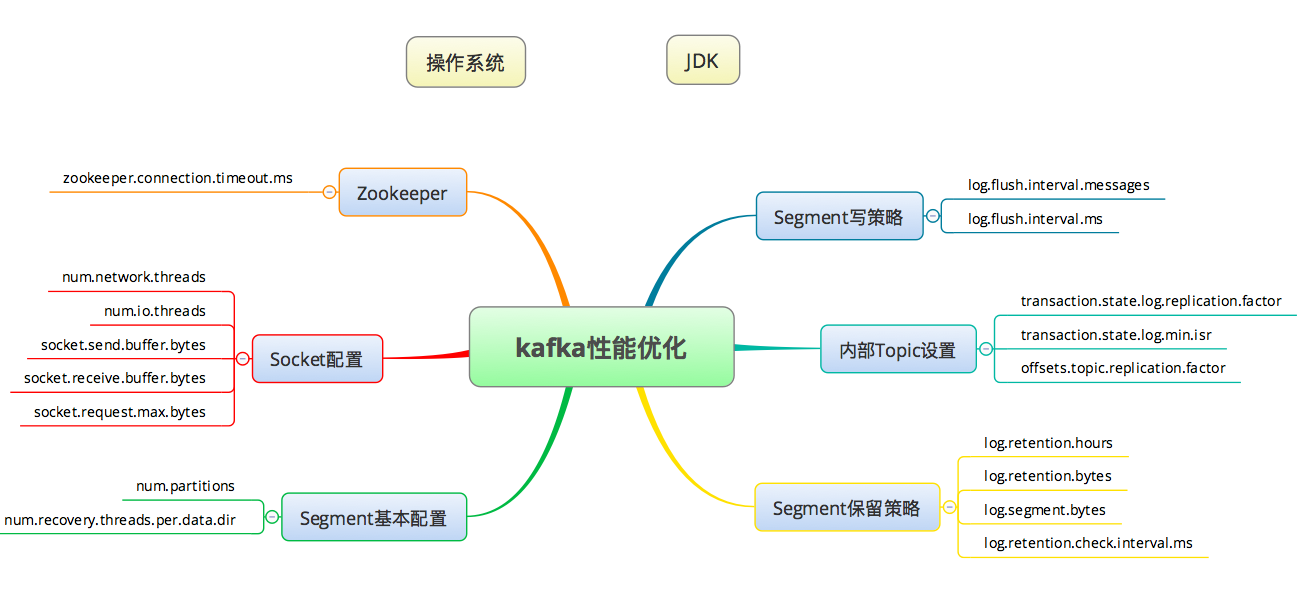 操作系统
JDK
kafka性能优化
Zookeeper
zookeeper.connection.timeout.ms
Socket配置
num.network.threads
num.io.threads
socket.send.buffer.bytes
socket.receive.buffer.bytes
socket.request.max.bytes
Segment基本配置
num.partitions
num.recovery.threads.per.data.dir
Segment写策略
log.flush.interval.messages
log.flush.interval.ms
内部Topic设置
transaction.state.log.replication.factor
transaction.state.log.min.isr
offsets.topic.replication.factor
Segment保留策略
log.retention.hours
log.retention.bytes
log.segment.bytes
log.retention.check.interval.ms